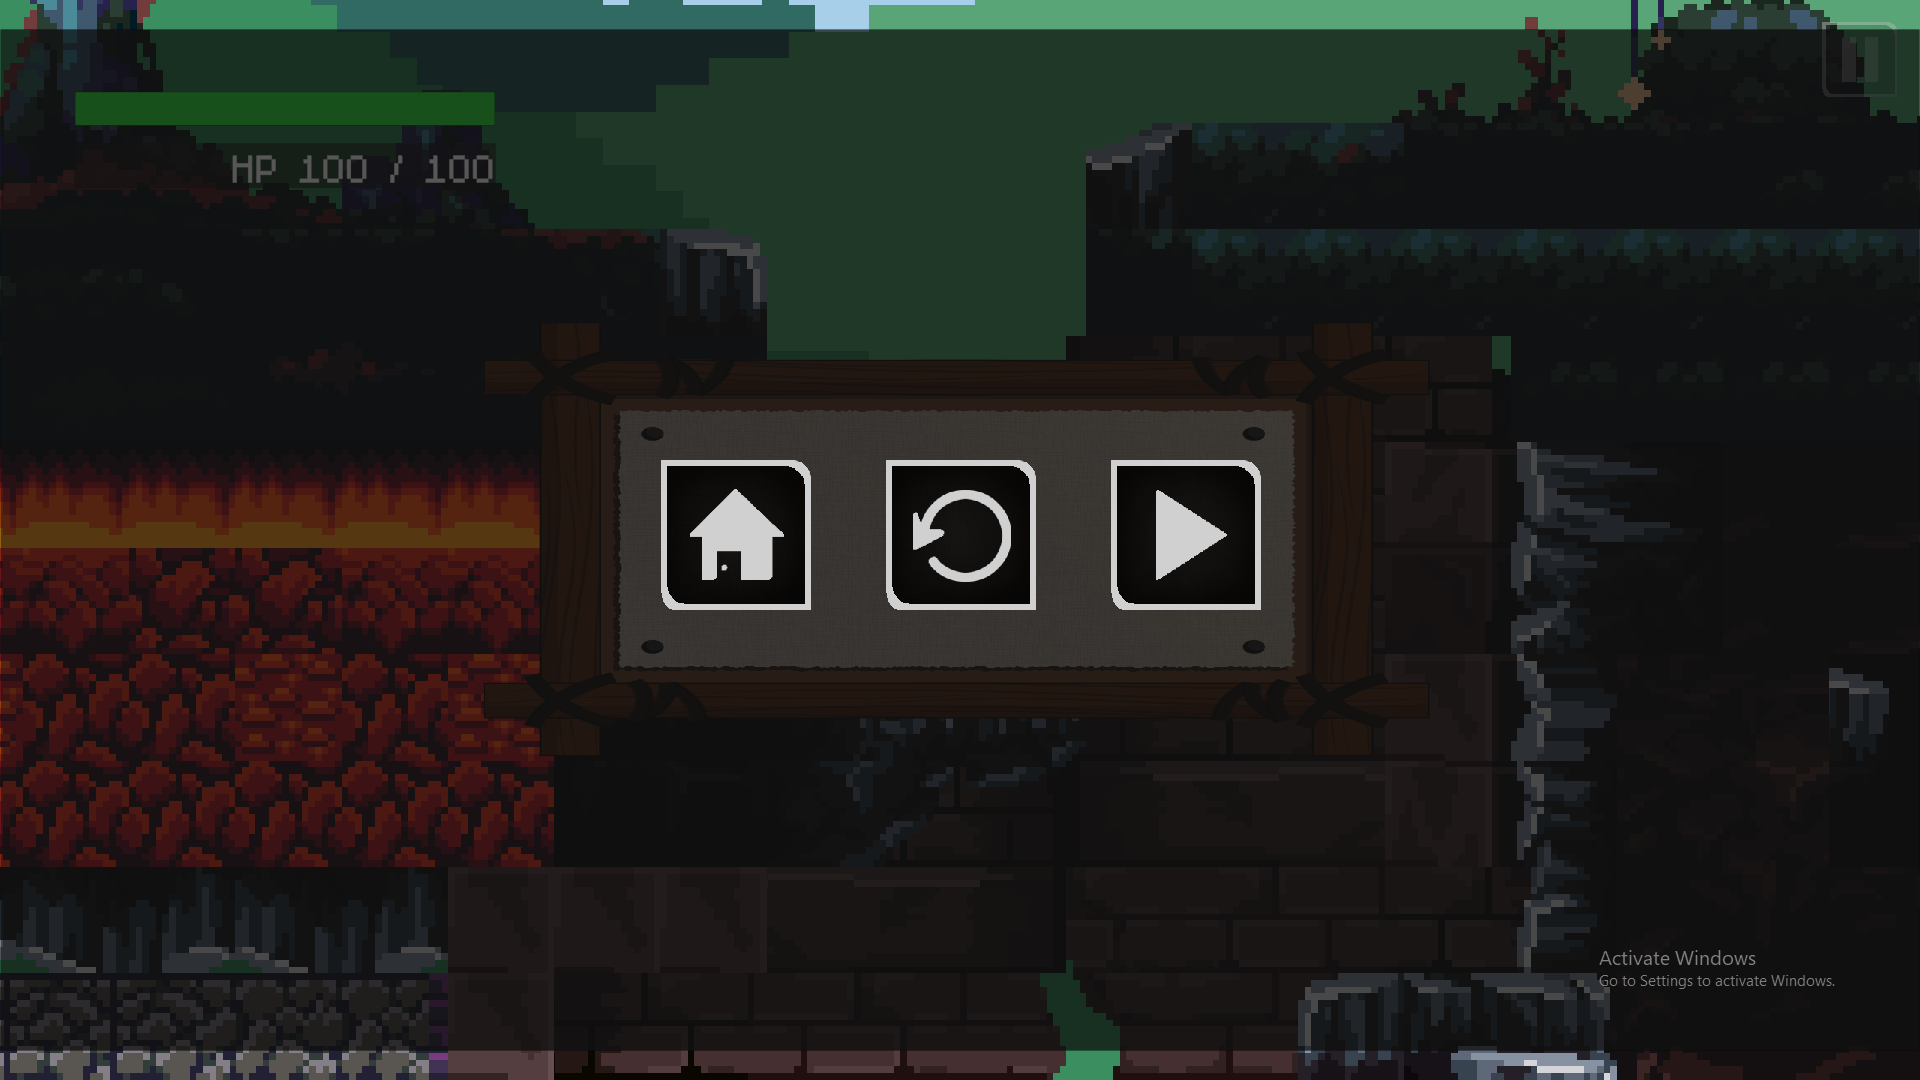 HP 100 / 100
Activate Windows
Go to Settings to activate Windows.